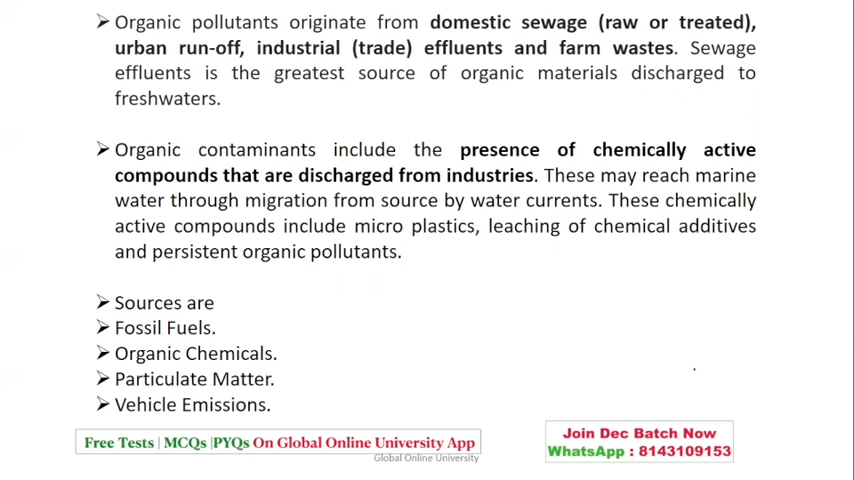 ➢ Organic pollutants originate from domestic sewage (raw or treated),
urban run-off, industrial (trade) effluents and farm wastes. Sewage
effluents is the greatest source of organic materials discharged to
freshwaters.
➢ Organic contaminants include the presence of chemically active
compounds that are discharged from industries. These may reach marine
water through migration from source by water currents. These chemically
active compounds include micro plastics, leaching of chemical additives
and persistent organic pollutants.
➢ Sources are
➢ Fossil Fuels.
➢ Organic Chemicals.
➢ Particulate Matter.
➢ Vehicle Emissions.
Free Tests | MCQs |PYQs On Global Online University App
Global Online University
Join Dec Batch Now
WhatsApp : 8143109153